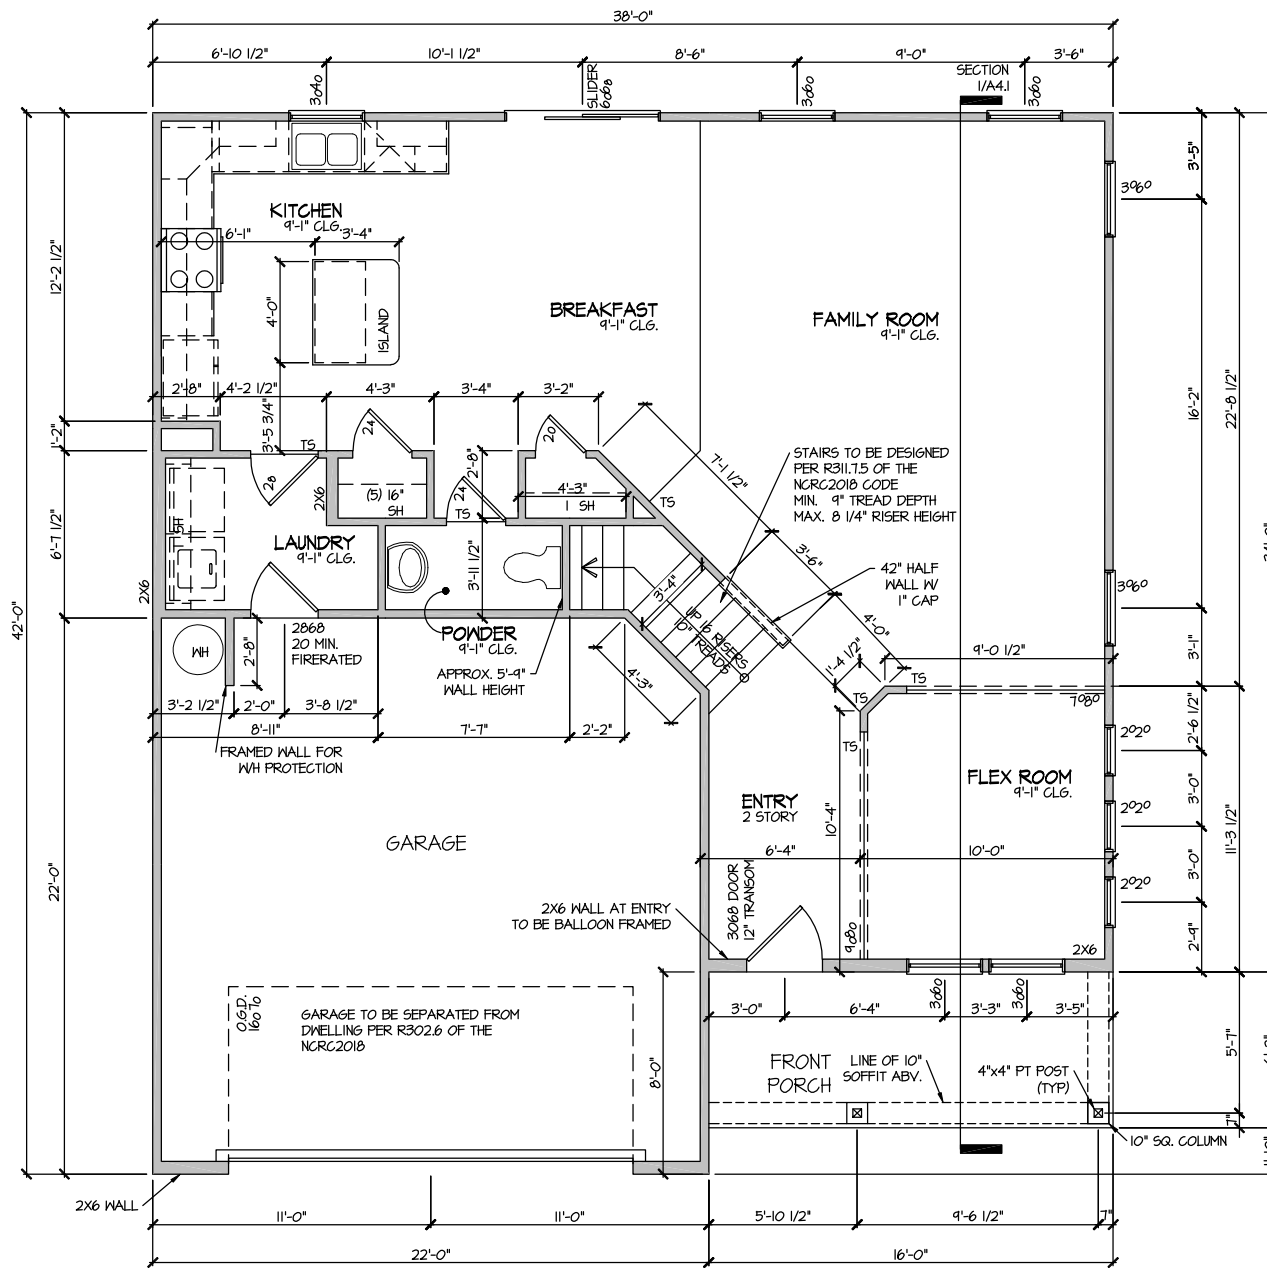 38'-0"
6'-10 1/2"
10'-1 1/2"
8'-6"
9'-0"
3'-6"
3040
SLIDER
6068
3060
SECTION
1/A4.1
3060
KITCHEN
9'-1" CLG.
6'-1"
3'-4"
4'-0"
ISLAND
BREAKFAST
9'-1" CLG.
FAMILY ROOM
9'-1" CLG.
3060
3'-5"
12'-2 1/2"
1'-2"
6'-7 1/2"
42'-0"
22'-0"
2'-8"
4'-2 1/2"
4'-3"
3'-4"
3'-2"
3'-5 3/4"
TS
28
24
20
2'-8"
24
TS
(5) 16"
SH
4'-3"
1 SH
TS
2X6
SH
LAUNDRY
9'-1" CLG.
2X6
3'-11 1/2"
POWDER
9'-1" CLG.
APPROX. 5'-9"
WALL HEIGHT
7'-1 1/2"
3'-6"
4'-0"
STAIRS TO BE DESIGNED
PER R311.7.5 OF THE
NCRC2018 CODE
MIN. 9" TREAD DEPTH
MAX. 8 1/4" RISER HEIGHT
42" HALF
WALL W/
1" CAP
3'-4"
UP 16 RISERS
10" TREADS
1'-4 1/2"
4'-3"
16'-2"
22'-8 1/2"
3060
3'-1"
9'-0 1/2"
TS
TS
TS
7080
WH
2'-8"
2868
20 MIN.
FIRERATED
3'-2 1/2"
2'-0"
3'-8 1/2"
8'-11"
7'-7"
2'-2"
FRAMED WALL FOR
W/H PROTECTION
2020
2'-6 1/2"
FLEX ROOM
9'-1" CLG.
3'-0"
2020
11'-3 1/2"
3'-0"
2020
2'-9"
ENTRY
2 STORY
10'-4"
6'-4"
10'-0"
GARAGE
3068 DOOR
12" TRANSOM
2X6 WALL AT ENTRY
TO BE BALLOON FRAMED
9080
2X6
3060
3060
3'-0"
6'-4"
3'-3"
3'-5"
O.G.D.
16070
GARAGE TO BE SEPARATED FROM
DWELLING PER R302.6 OF THE
NCRC2018
8'-0"
FRONT
PORCH
LINE OF 10"
SOFFIT ABV.
4"x4" PT POST
(TYP)
5'-7"
7"
10" SQ. COLUMN
2X6 WALL
11'-0"
11'-0"
5'-10 1/2"
9'-6 1/2"
7"
22'-0"
16'-0"